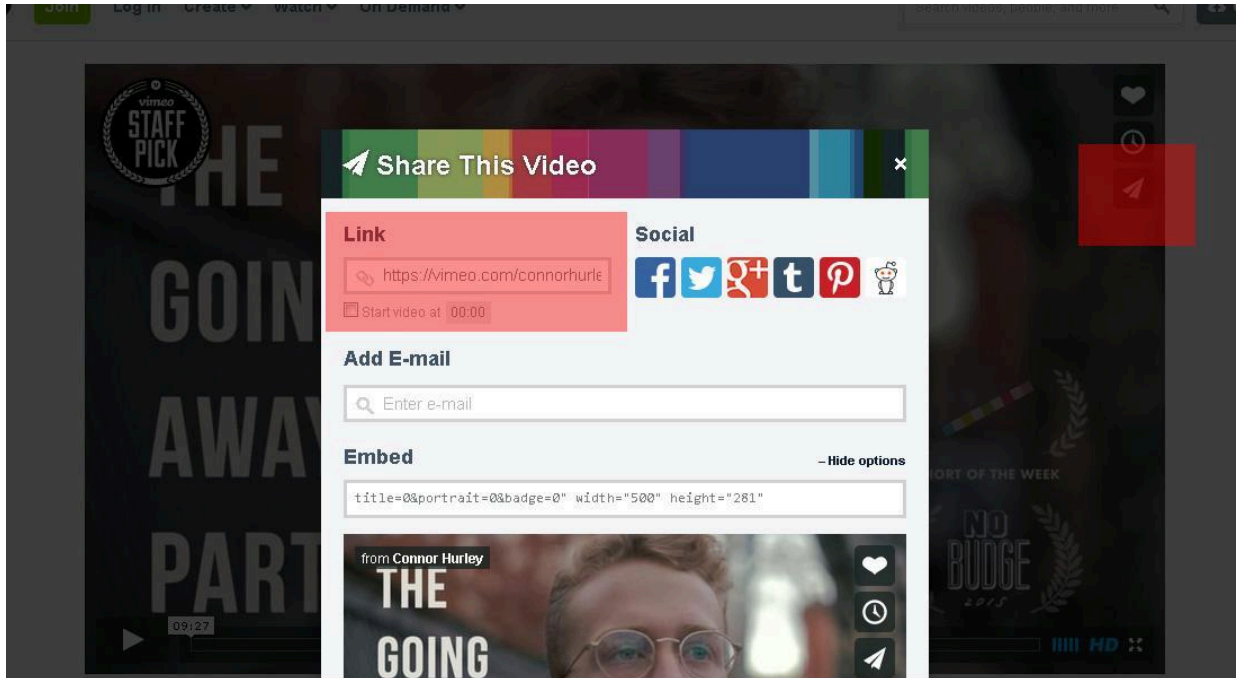 Join Log in Create Watch On Demand
Search videos, people, and more
vimeo
STAFF
PICK
THE
GOIN
AWAY
PART
Share This Video ×
Link
https://vimeo.com/connorhurle
Start video at 00:00
Social
Add E-mail
Enter e-mail
Embed
– Hide options
title=0&portrait=0&badge=0" width="500" height="281"
from Connor Hurley
THE
GOING
ORT OF THE WEEK
NO
BUDGE
2015
09:27
HD